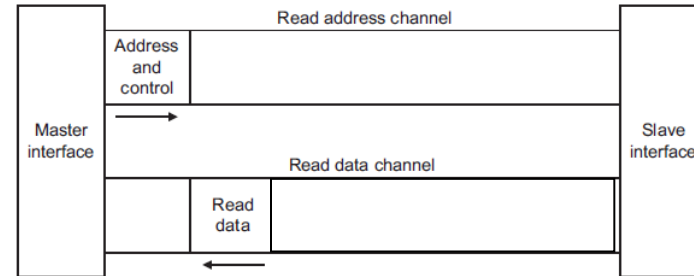 Read address channel
Address
and
control
Master
interface
Slave
interface
Read data channel
Read
data